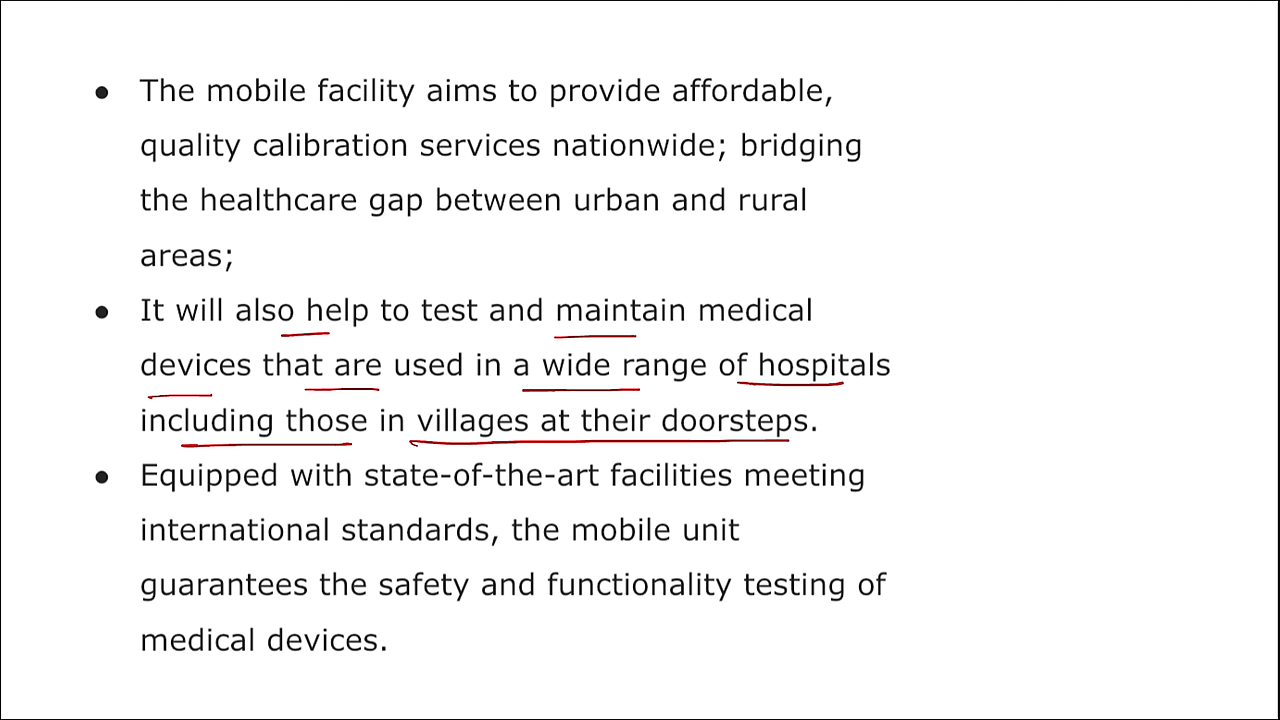 ● The mobile facility aims to provide affordable,
quality calibration services nationwide; bridging
the healthcare gap between urban and rural
areas;
● It will also help to test and maintain medical
devices that are used in a wide range of hospitals
including those in villages at their doorsteps.
● Equipped with state-of-the-art facilities meeting
international standards, the mobile unit
guarantees the safety and functionality testing of
medical devices.